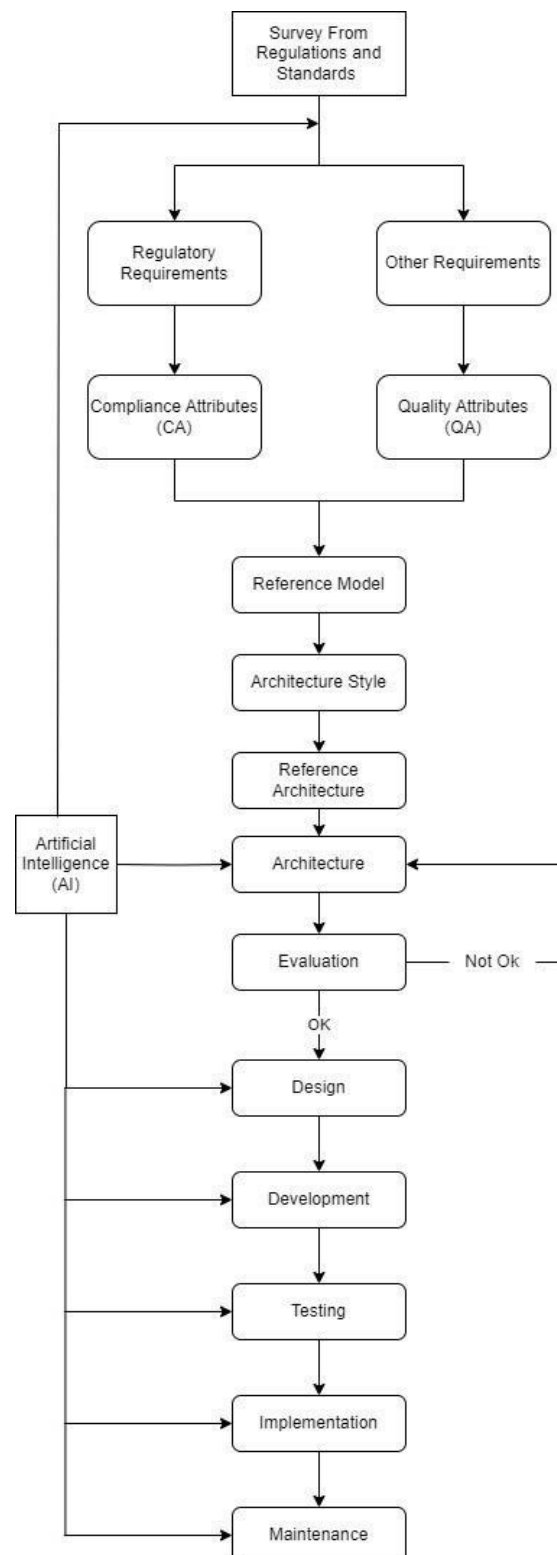 Survey From
Regulations and
Standards
Regulatory
Requirements
Other Requirements
Compliance Attributes
(CA)
Quality Attributes
(QA)
Reference Model
Architecture Style
Reference
Architecture
Artificial
Intelligence
(AI)
Architecture
Evaluation
Not Ok
OK
Design
Development
Testing
Implementation
Maintenance